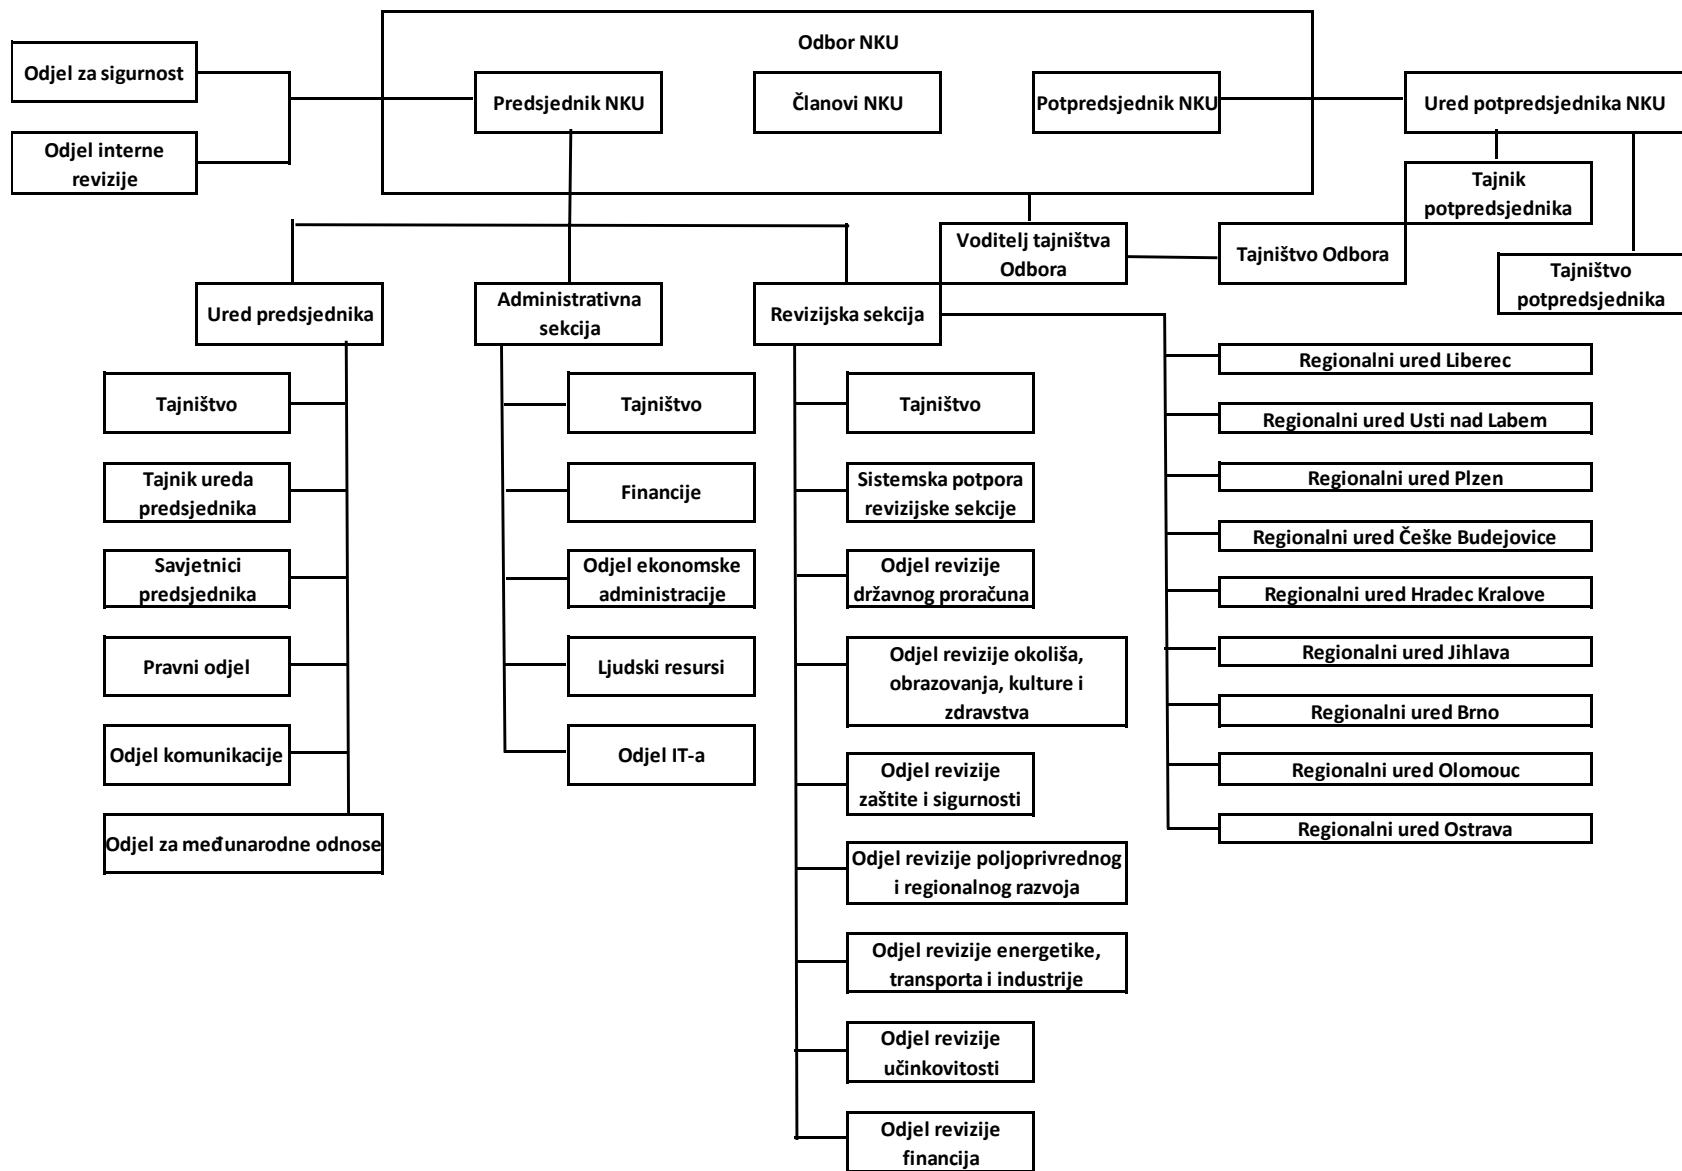 Odbor NKU
Odjel za sigurnost
Predsjednik NKU
Članovi NKU
Potpredsjednik NKU
Ured potpredsjednika NKU
Odjel interne
revizije
Tajnik
potpredsjednika
Voditelj tajništva
Odbora
Tajništvo Odbora
Tajništvo
potpredsjednika
Ured predsjednika
Administrativna
sekcija
Revizijska sekcija
Tajništvo
Tajnik ureda
predsjednika
Savjetnici
predsjednika
Pravni odjel
Odjel komunikacije
Odjel za međunarodne odnose
Tajništvo
Financije
Odjel ekonomske
administracije
Ljudski resursi
Odjel IT-a
Tajništvo
Sistemska potpora
revizijske sekcije
Odjel revizije
državnog proračuna
Odjel revizije okoliša,
obrazovanja, kulture i
zdravstva
Odjel revizije
zaštite i sigurnosti
Odjel revizije poljoprivrednog
i regionalnog razvoja
Odjel revizije energetike,
transporta i industrije
Odjel revizije
učinkovitosti
Odjel revizije
financija
Regionalni ured Liberec
Regionalni ured Usti nad Labem
Regionalni ured Plzen
Regionalni ured Češke Budejovice
Regionalni ured Hradec Kralove
Regionalni ured Jihlava
Regionalni ured Brno
Regionalni ured Olomouc
Regionalni ured Ostrava